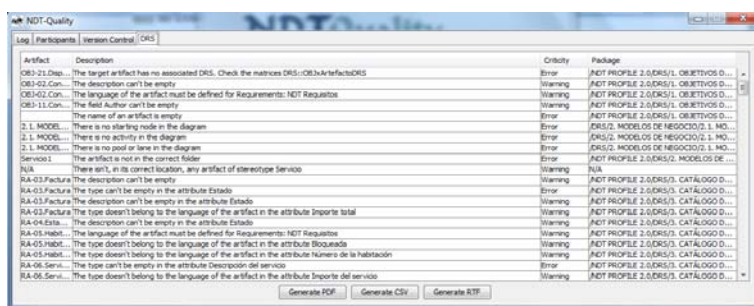 NDT-Quality
Log Participants Version Control DRS
Artifact Description Criticity Package
OBJ-21.Disp... The target artifact has no associated DRS. Check the matrices DRS::OBJxArtefactosDRS Error /NDT PROFILE 2.0/DRS/1. OBJETIVOS D...
OBJ-02.Con... The description can't be empty Warning /NDT PROFILE 2.0/DRS/1. OBJETIVOS D...
OBJ-02.Con... The language of the artifact must be defined for Requirements: NDT Requisitos Warning /NDT PROFILE 2.0/DRS/1. OBJETIVOS D...
OBJ-11.Con... The field Author can't be empty Error /NDT PROFILE 2.0/DRS/1. OBJETIVOS D...
The name of an artifact is empty Error /NDT PROFILE 2.0/DRS/1. OBJETIVOS D...
2.1. MODEL... There is no starting node in the diagram Error /DRS/2. MODELOS DE NEGOCIO/2.1. MO...
2.1. MODEL... There is no activity in the diagram Error /DRS/2. MODELOS DE NEGOCIO/2.1. MO...
2.1. MODEL... There is no pool or lane in the diagram Error /DRS/2. MODELOS DE NEGOCIO/2.1. MO...
Servicio1 The artifact is not in the correct folder Error /NDT PROFILE 2.0/DRS/2. MODELOS DE ...
N/A There isn't, in its correct location, any artifact of stereotype Servicio Warning N/A
RA-03.Factura The description can't be empty Warning /NDT PROFILE 2.0/DRS/3. CATÁLOGO D...
RA-03.Factura The type can't be empty in the attribute Estado Error /NDT PROFILE 2.0/DRS/3. CATÁLOGO D...
RA-03.Factura The description can't be empty in the attribute Estado Warning /NDT PROFILE 2.0/DRS/3. CATÁLOGO D...
RA-03.Factura The type doesn't belong to the language of the artifact in the attribute Importe total Warning /NDT PROFILE 2.0/DRS/3. CATÁLOGO D...
RA-04.Esta... The description can't be empty in the attribute Estado Warning /NDT PROFILE 2.0/DRS/3. CATÁLOGO D...
RA-05.Habit... The language of the artifact must be defined for Requirements: NDT Requisitos Warning /NDT PROFILE 2.0/DRS/3. CATÁLOGO D...
RA-05.Habit... The type doesn't belong to the language of the artifact in the attribute Bloqueada Warning /NDT PROFILE 2.0/DRS/3. CATÁLOGO D...
RA-05.Habit... The type doesn't belong to the language of the artifact in the attribute Número de la habitación Warning /NDT PROFILE 2.0/DRS/3. CATÁLOGO D...
RA-06.Servi... The type can't be empty in the attribute Descripción del servicio Error /NDT PROFILE 2.0/DRS/3. CATÁLOGO D...
RA-06.Servi... The type doesn't belong to the language of the artifact in the attribute Importe del servicio Warning /NDT PROFILE 2.0/DRS/3. CATÁLOGO D...
Generate PDF Generate CSV Generate RTF